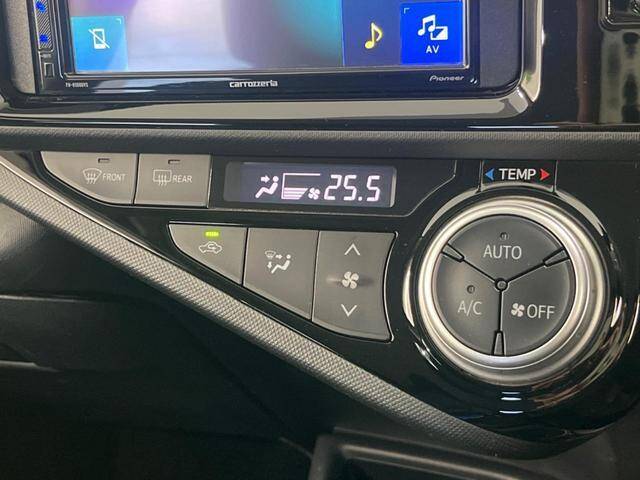 AV
carrozzeria
Pioneer
FRONT
REAR
25.5
TEMP
AUTO
A/C
OFF